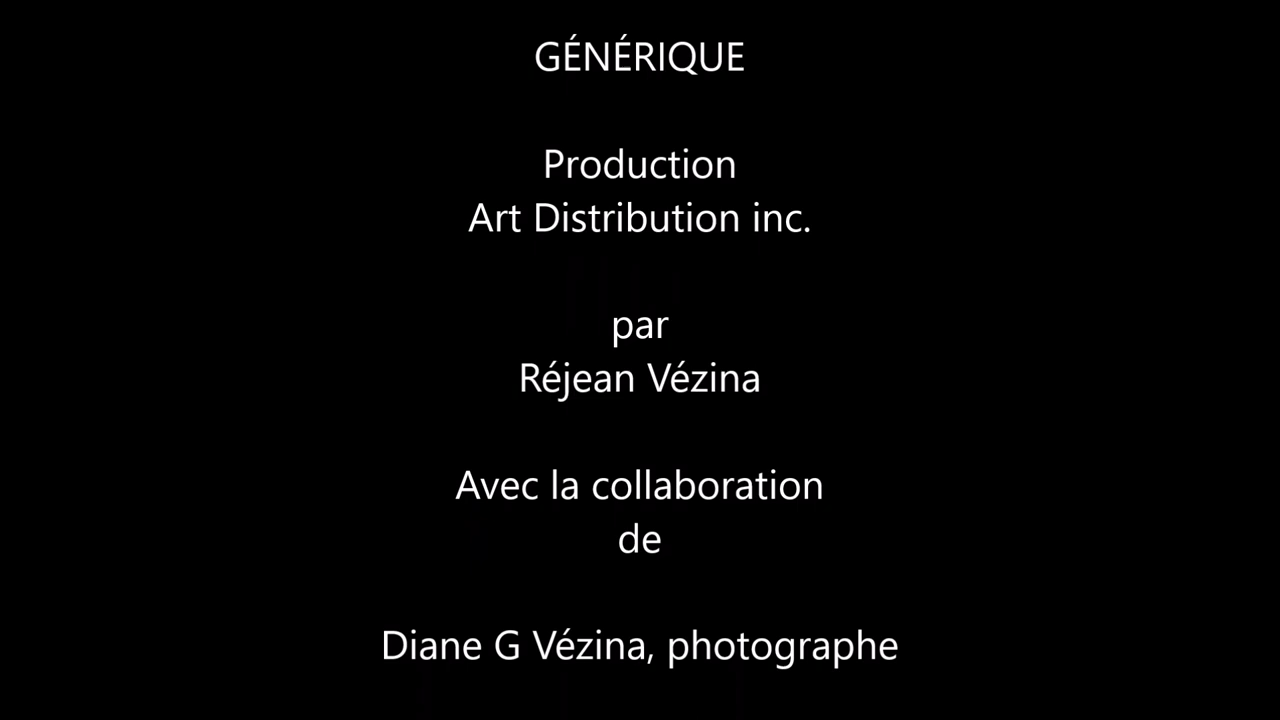 GÉNÉRIQUE
Production
Art Distribution inc.
par
Réjean Vézina
Avec la collaboration
de
Diane G Vézina, photographe